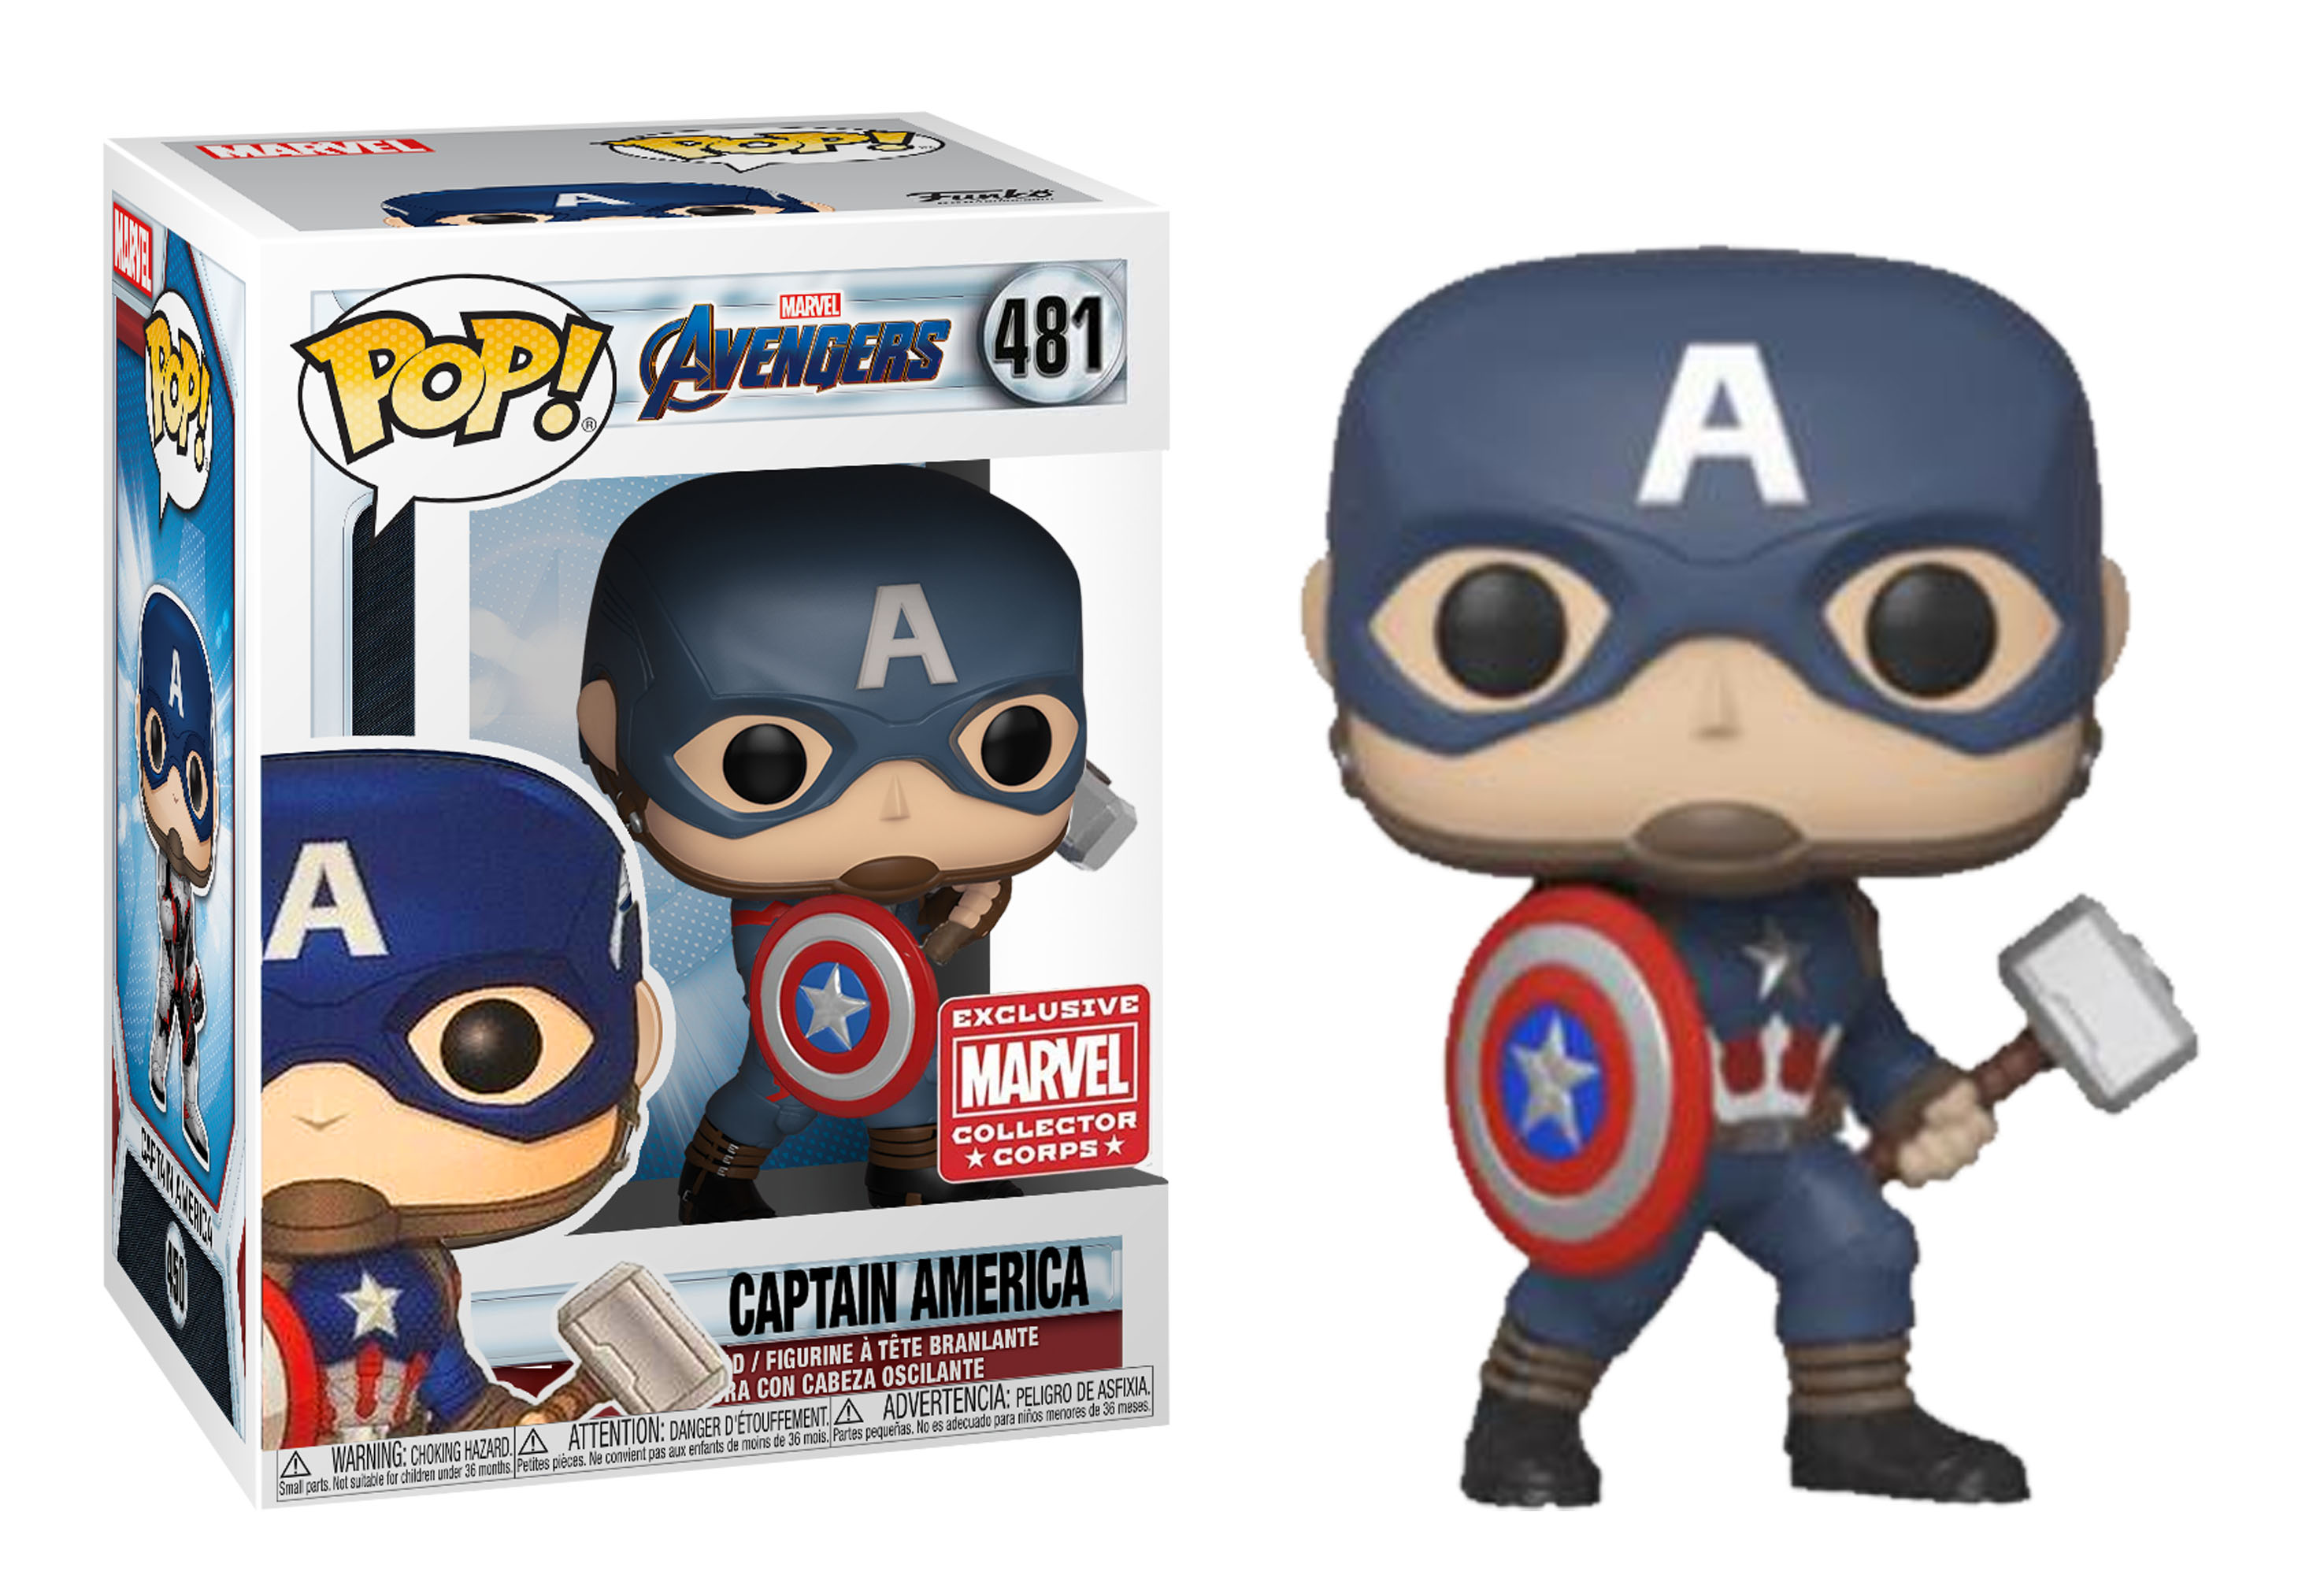 MARVEL
POP!
Funko
MARVEL
POP!
A
CAPTAIN AMERICA
450
A
POP!®
MARVEL
AVENGERS
481
A
A
EXCLUSIVE
MARVEL
COLLECTOR
★ CORPS ★
CAPTAIN AMERICA
D / FIGURINE À TÊTE BRANLANTE
RA CON CABEZA OSCILANTE
WARNING: CHOKING HAZARD.
Small parts. Not suitable for children under 36 months.
ATTENTION: DANGER D'ÉTOUFFEMENT.
Petites pièces. Ne convient pas aux enfants de moins de 36 mois.
ADVERTENCIA: PELIGRO DE ASFIXIA.
Partes pequeñas. No es adecuado para niños menores de 36 meses.
A